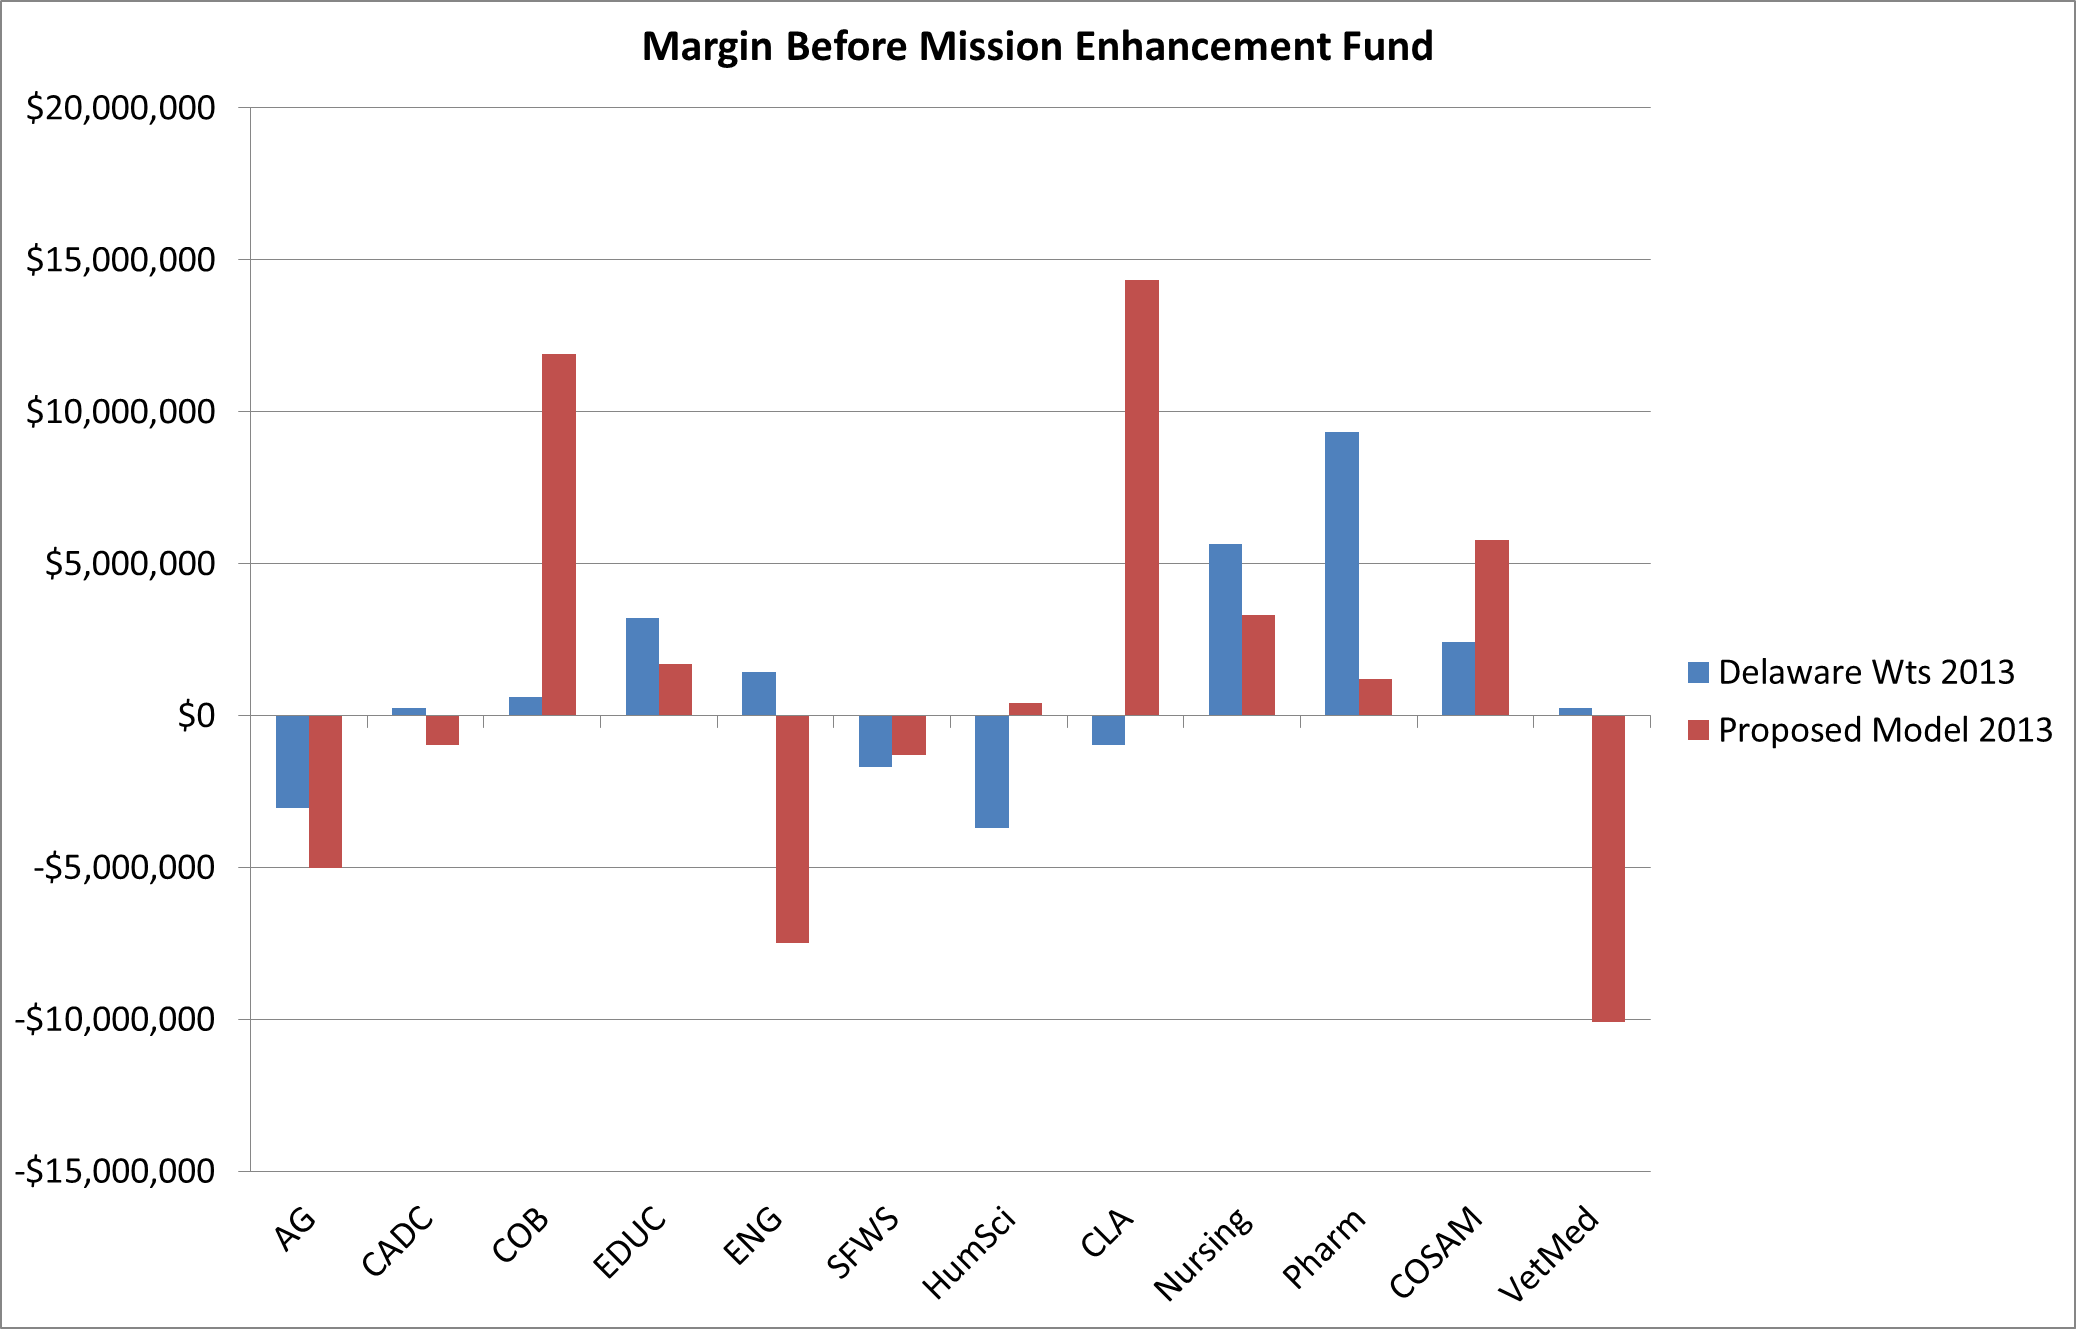 Margin Before Mission Enhancement Fund
$20,000,000
$15,000,000
$10,000,000
$5,000,000
$0
-$5,000,000
-$10,000,000
-$15,000,000
AG
CADC
COB
EDUC
ENG
SFWS
HumSci
CLA
Nursing
Pharm
COSAM
VetMed
Delaware Wts 2013
Proposed Model 2013